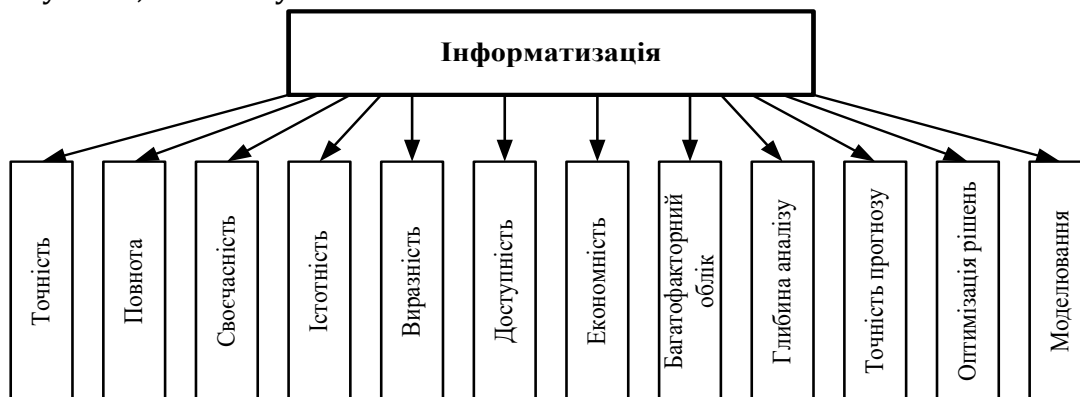 Інформатизація
Точність
Повнота
Своєчасність
Істотність
Виразність
Доступність
Економність
Багатофакторний
облік
Глибина аналізу
Точність прогнозу
Оптимізація рішень
Моделювання